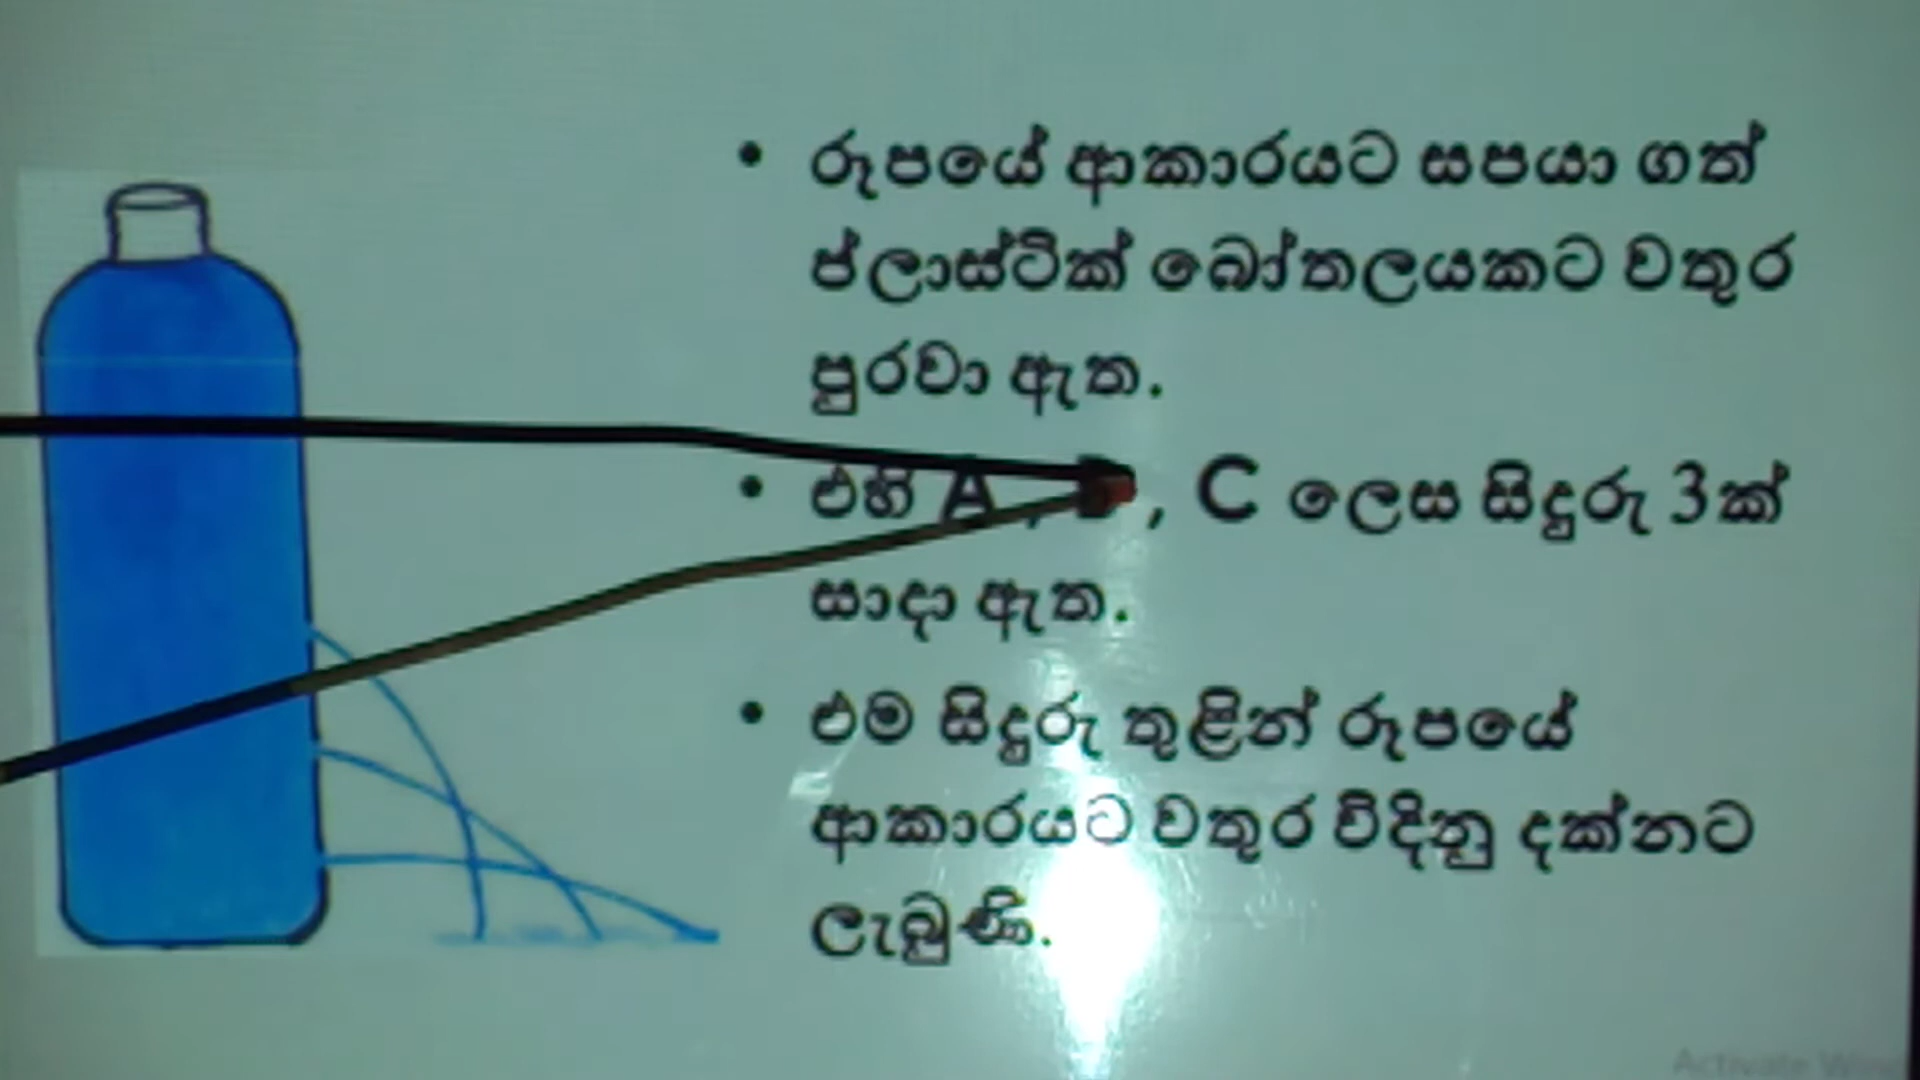 • රූපයේ ආකාරයට සපයා ගත්
ප්ලාස්ටික් බෝතලයකට වතුර
පුරවා ඇත.
• එහි A , , C ලෙස සිදුරු 3ක්
සාදා ඇත.
• එම සිදුරු තුළින් රූපයේ
ආකාරයට වතුර විදිනු දක්නට
ලැබුණි.
Activate